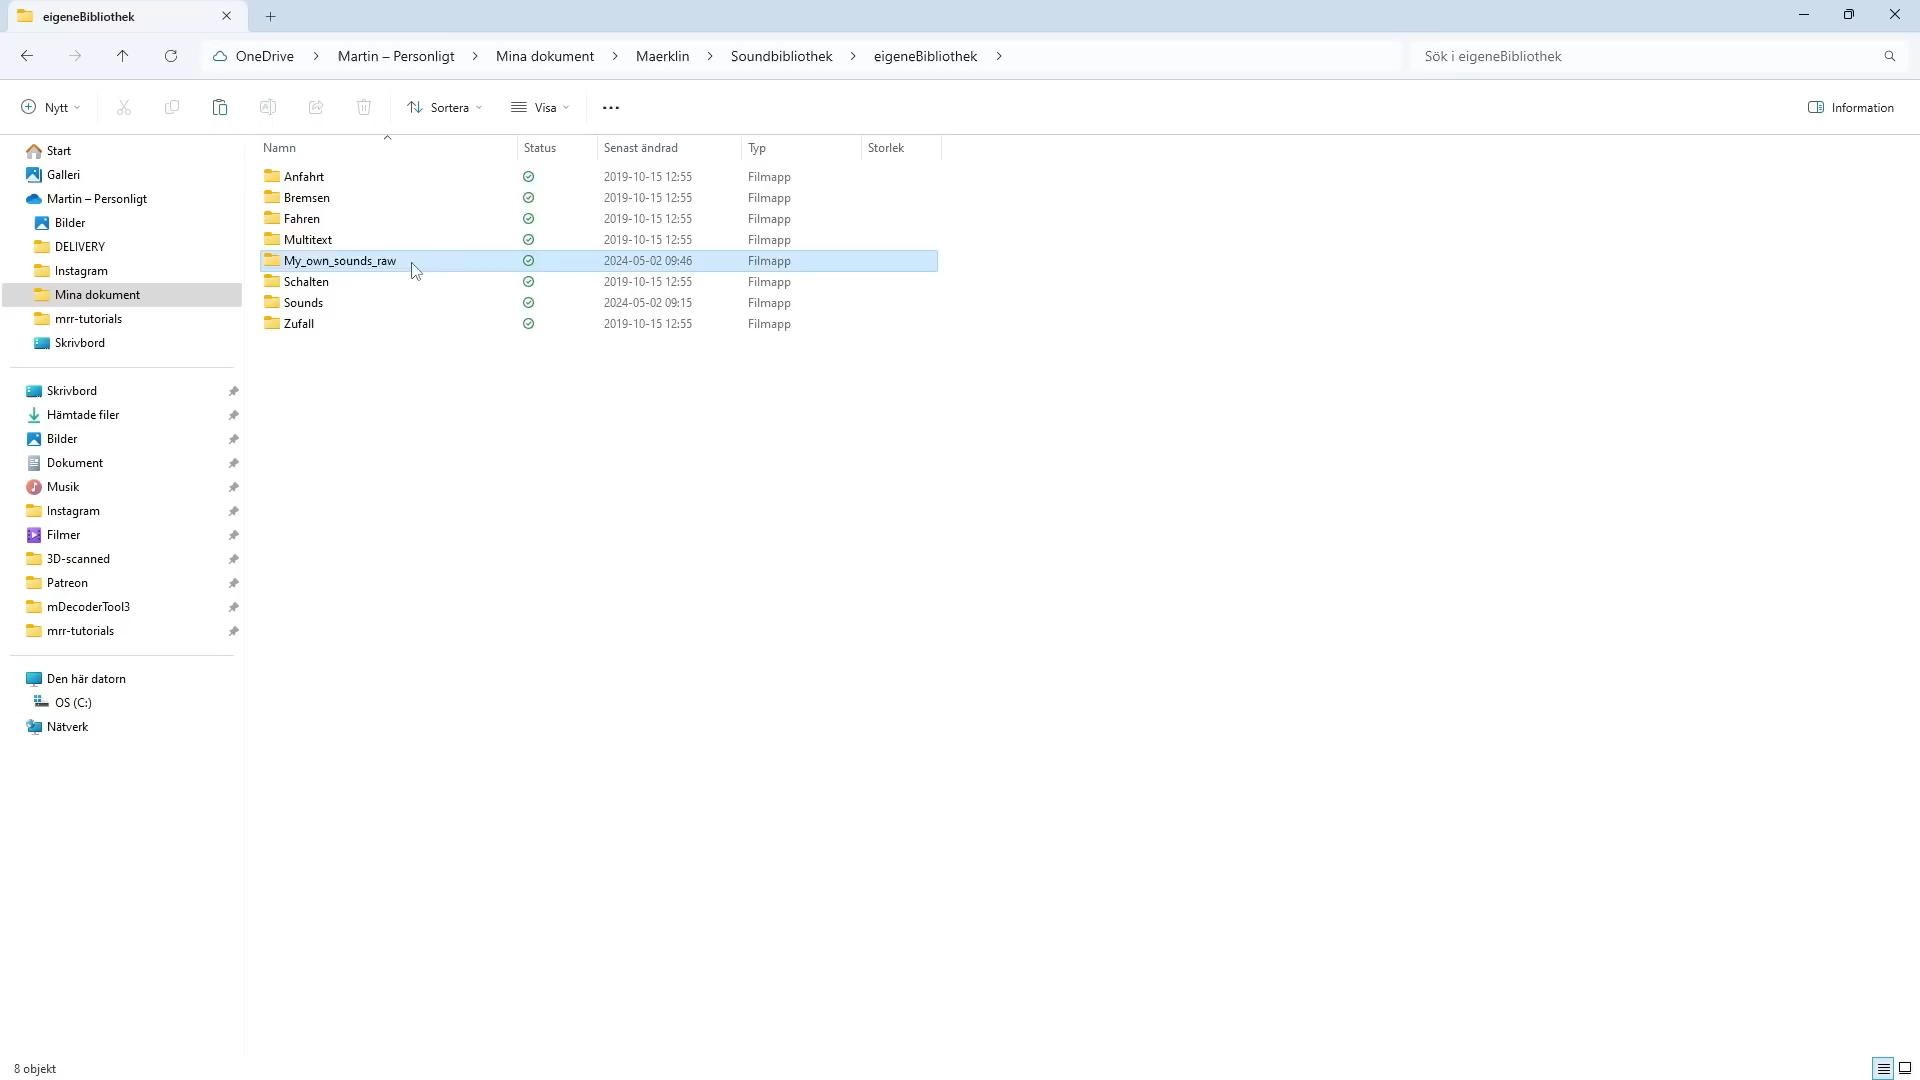 eigeneBibliothek
OneDrive > Martin – Personligt > Mina dokument > Maerklin > Soundbibliothek > eigeneBibliothek >
Sök i eigeneBibliothek
Nytt
Sortera
Visa
Information
Namn Status Senast ändrad Typ Storlek
Anfahrt 2019-10-15 12:55 Filmapp
Bremsen 2019-10-15 12:55 Filmapp
Fahren 2019-10-15 12:55 Filmapp
Multitext 2019-10-15 12:55 Filmapp
My_own_sounds_raw 2024-05-02 09:46 Filmapp
Schalten 2019-10-15 12:55 Filmapp
Sounds 2024-05-02 09:15 Filmapp
Zufall 2019-10-15 12:55 Filmapp
Start
Galleri
Martin – Personligt
Bilder
DELIVERY
Instagram
Mina dokument
mrr-tutorials
Skrivbord
Skrivbord
Hämtade filer
Bilder
Dokument
Musik
Instagram
Filmer
3D-scanned
Patreon
mDecoderTool3
mrr-tutorials
Den här datorn
OS (C:)
Nätverk
8 objekt